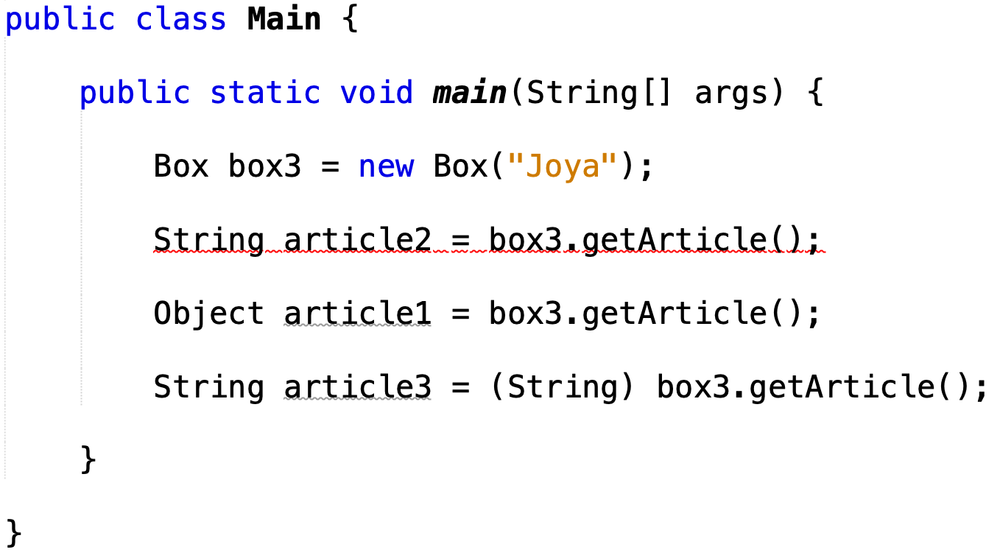 public class Main {
public static void main(String[] args) {
Box box3 = new Box("Joya");
String article2 = box3.getArticle();
Object article1 = box3.getArticle();
String article3 = (String) box3.getArticle();
}
}